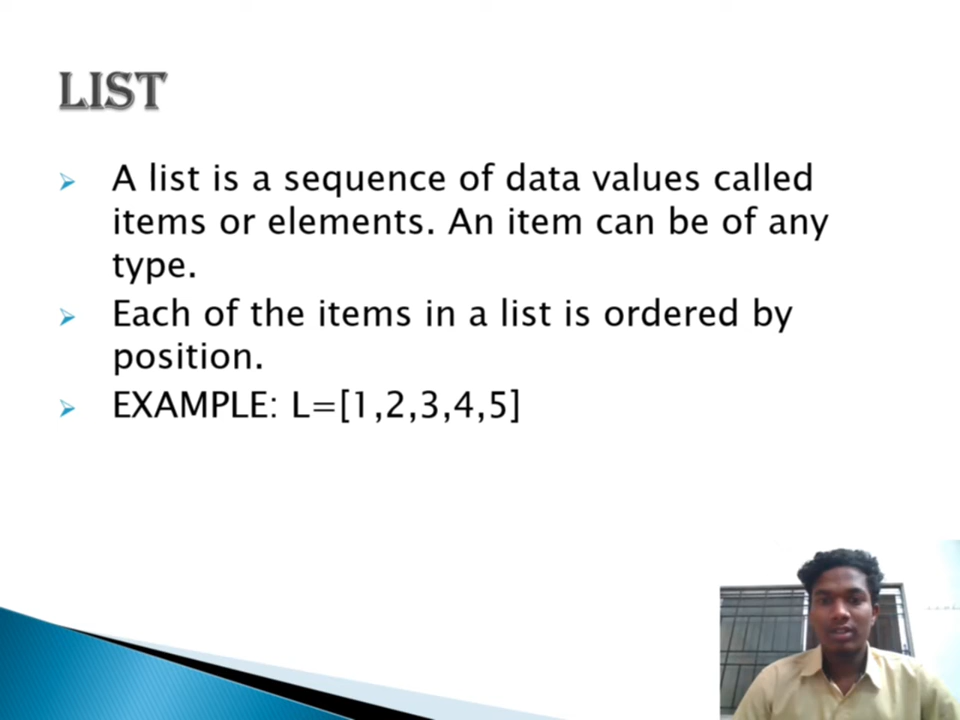 LIST
A list is a sequence of data values called
items or elements. An item can be of any
type.
Each of the items in a list is ordered by
position.
EXAMPLE: L=[1,2,3,4,5]